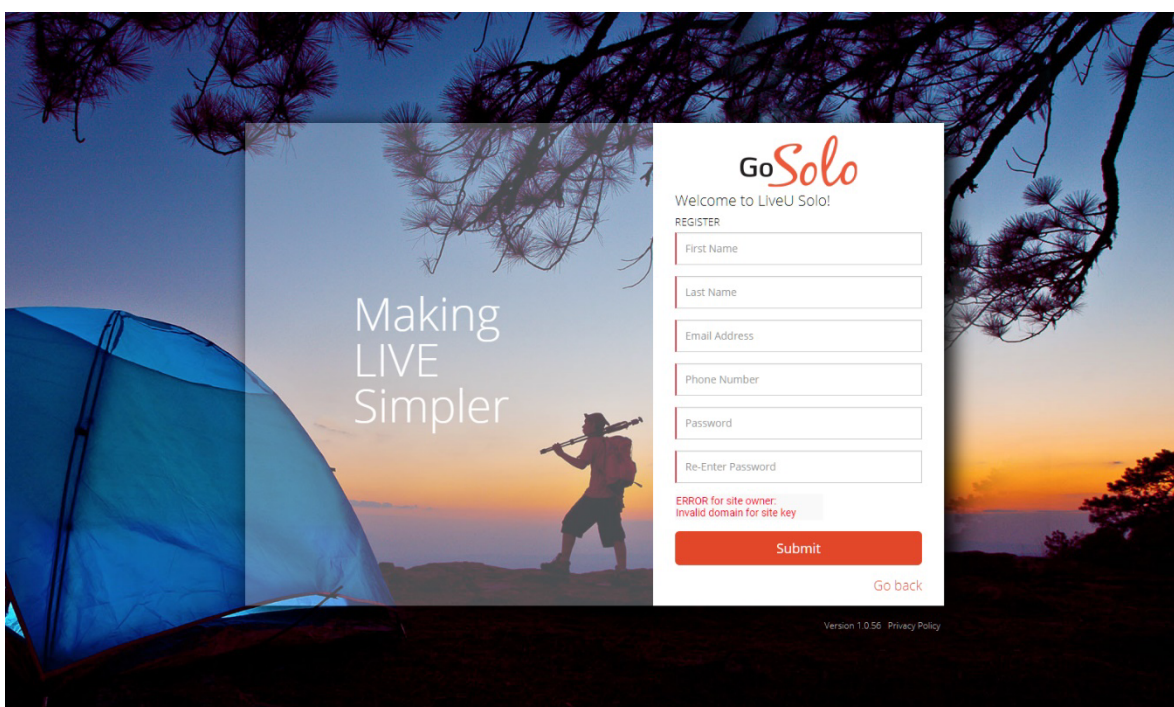 Making
LIVE
Simpler
GoSolo
Welcome to LiveU Solo!
REGISTER
First Name
Last Name
Email Address
Phone Number
Password
Re-Enter Password
ERROR for site owner:
Invalid domain for site key
Submit
Go back
Version 1.0.56 Privacy Policy